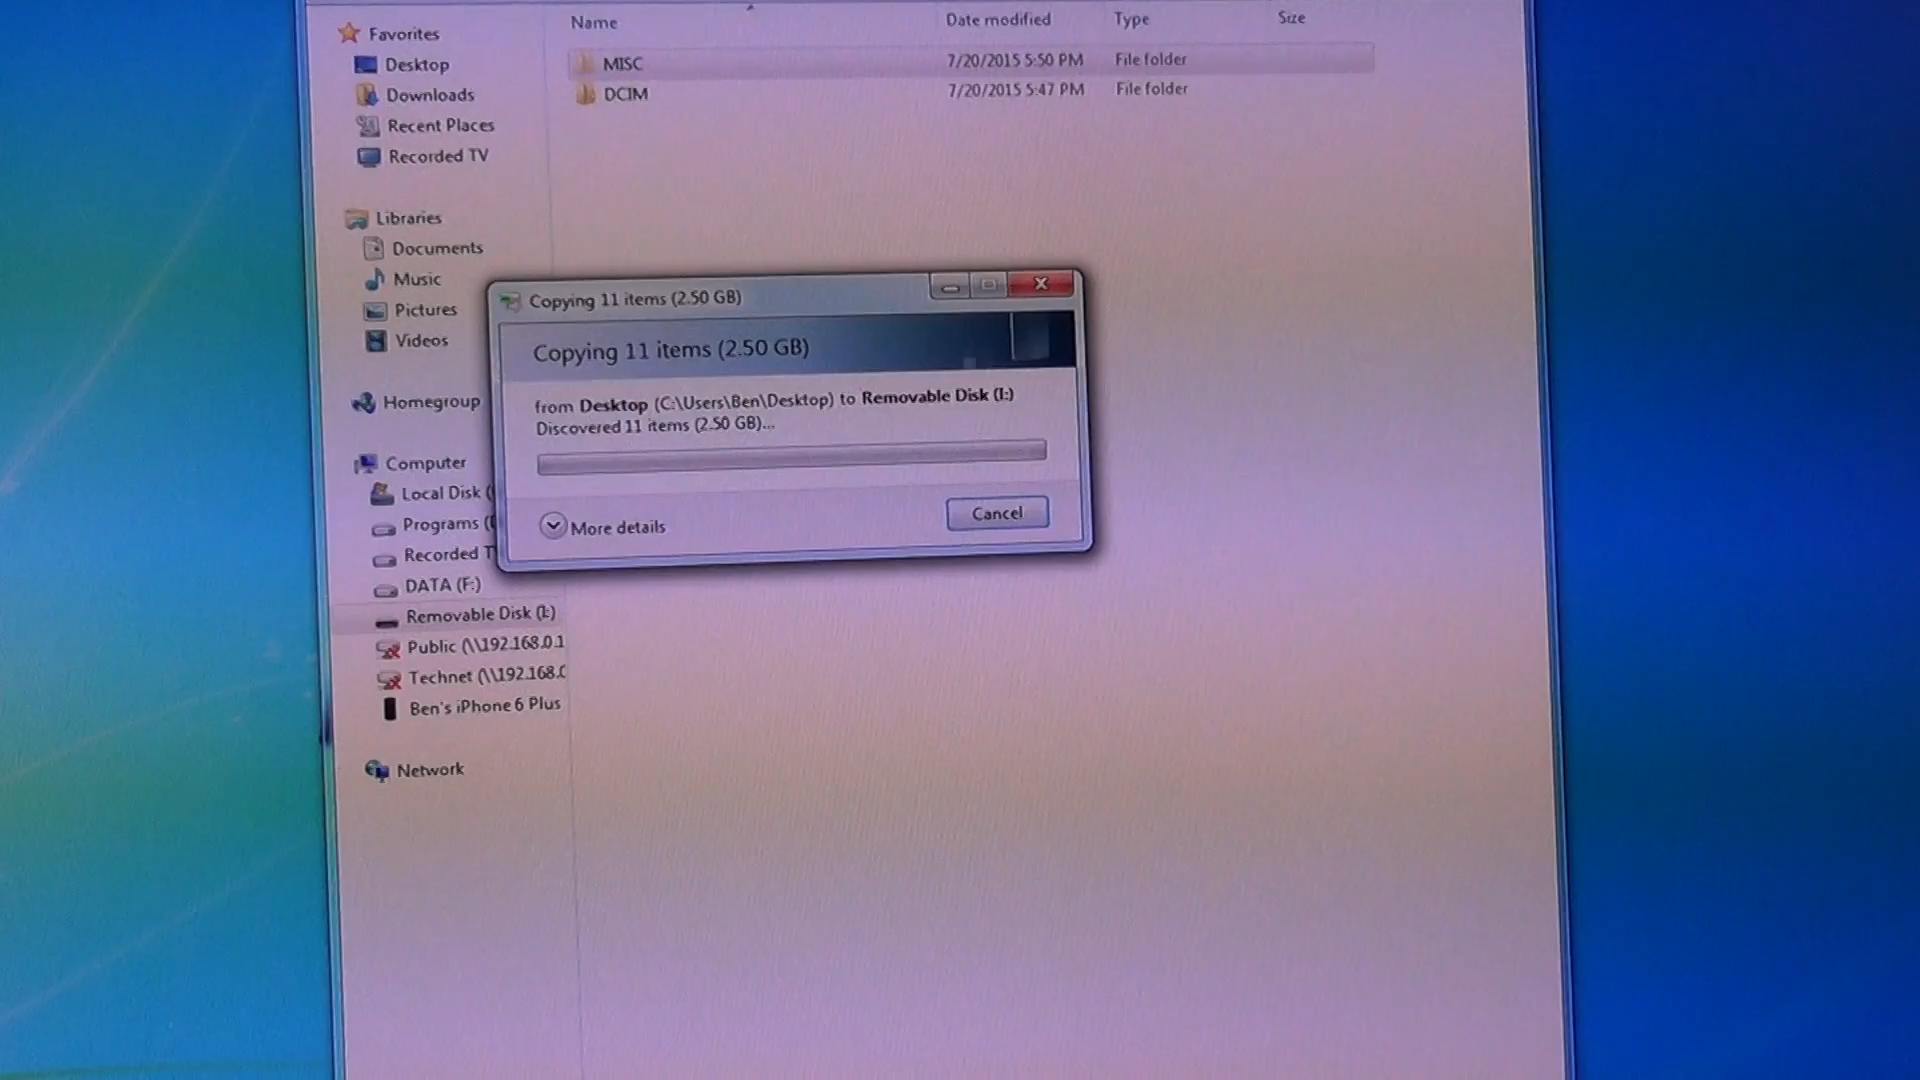 Name Date modified Type Size
MISC 7/20/2015 5:50 PM File folder
DCIM 7/20/2015 5:47 PM File folder
Favorites
Desktop
Downloads
Recent Places
Recorded TV
Libraries
Documents
Music
Pictures
Videos
Homegroup
Computer
Local Disk (
Programs (
Recorded T
DATA (F:)
Removable Disk (I:)
Public (\\192.168.0.1
Technet (\\192.168.0
Ben's iPhone 6 Plus
Network
Copying 11 items (2.50 GB)
Copying 11 items (2.50 GB)
from Desktop (C:\Users\Ben\Desktop) to Removable Disk (I:)
Discovered 11 items (2.50 GB)...
More details
Cancel